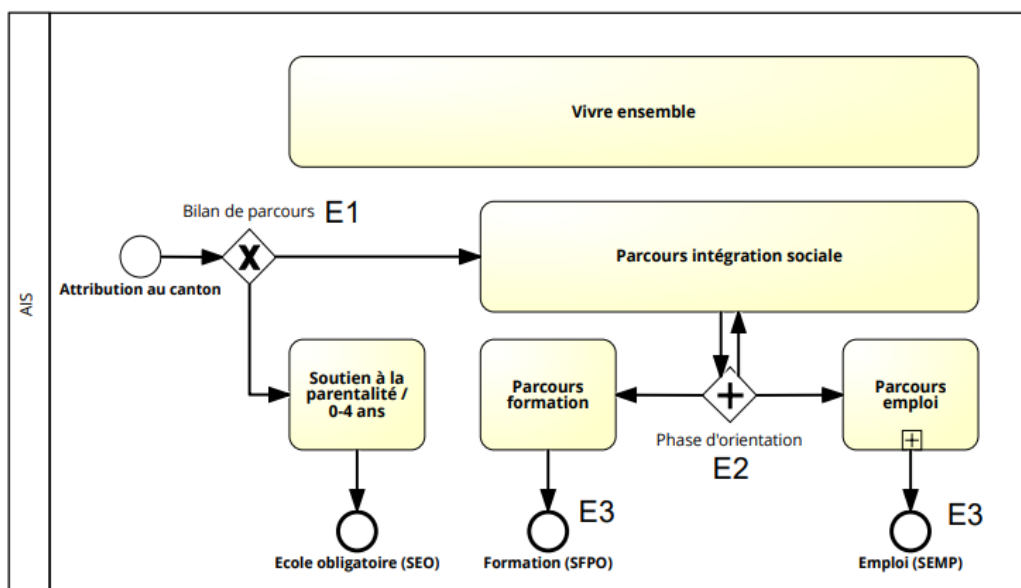 AIS
Vivre ensemble
Bilan de parcours E1
Attribution au canton
Parcours intégration sociale
Soutien à la
parentalité /
0-4 ans
Parcours
formation
Phase d'orientation
E2
Parcours
emploi
Ecole obligatoire (SEO)
E3
Formation (SFPO)
E3
Emploi (SEMP)